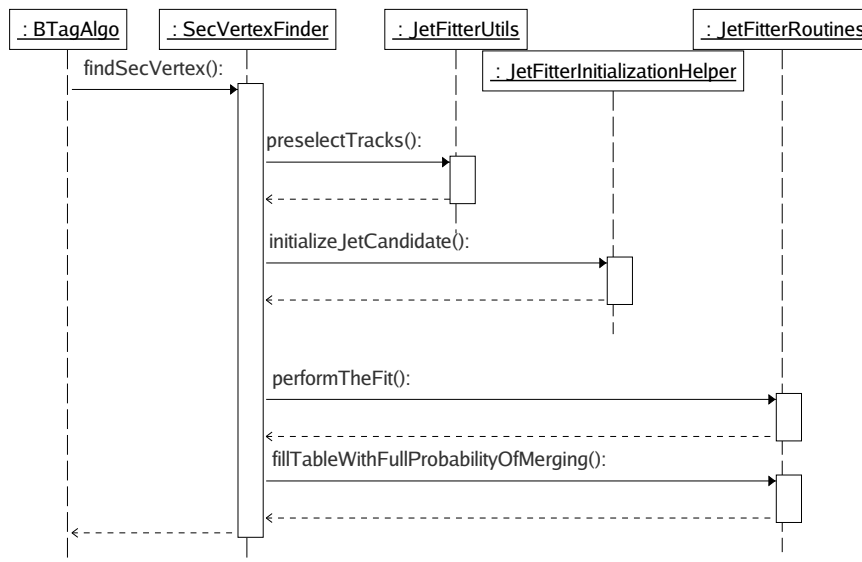 : BTagAlgo
: SecVertexFinder
: JetFitterUtils
: JetFitterRoutines
: JetFitterInitializationHelper
findSecVertex():
preselectTracks():
initializeJetCandidate():
performTheFit():
fillTableWithFullProbabilityOfMerging():